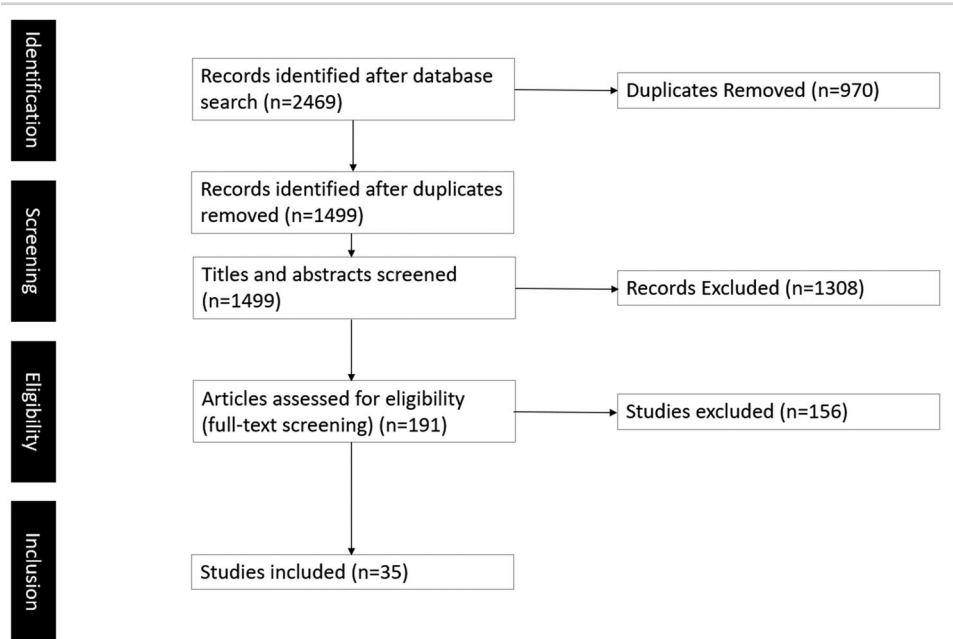 Identification
Records identified after database
search (n=2469)
Duplicates Removed (n=970)
Screening
Records identified after duplicates
removed (n=1499)
Titles and abstracts screened
(n=1499)
Records Excluded (n=1308)
Eligibility
Articles assessed for eligibility
(full-text screening) (n=191)
Studies excluded (n=156)
Inclusion
Studies included (n=35)